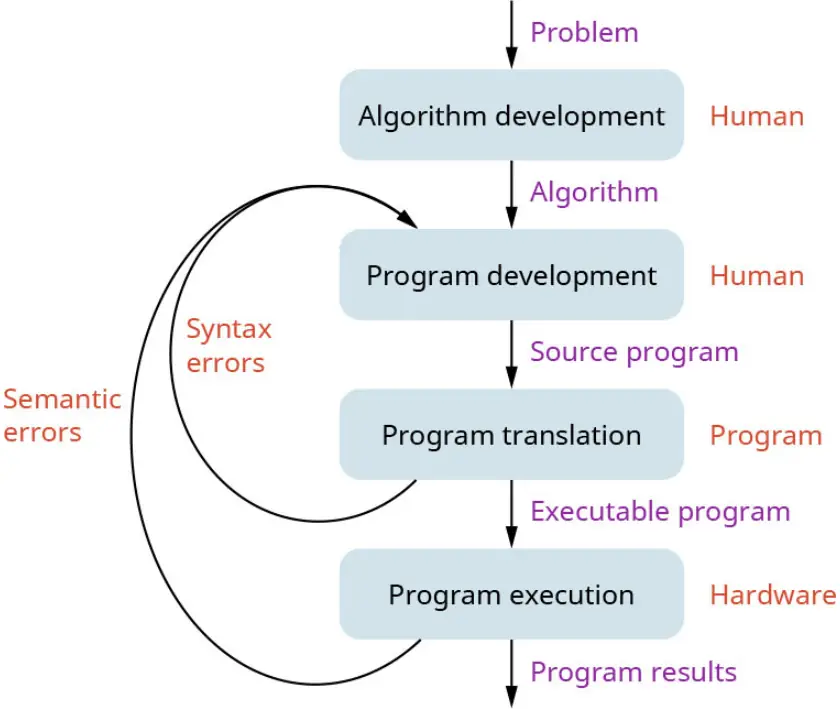 Problem
Algorithm development
Human
Algorithm
Program development
Human
Syntax
errors
Source program
Semantic
errors
Program translation
Program
Executable program
Program execution
Hardware
Program results